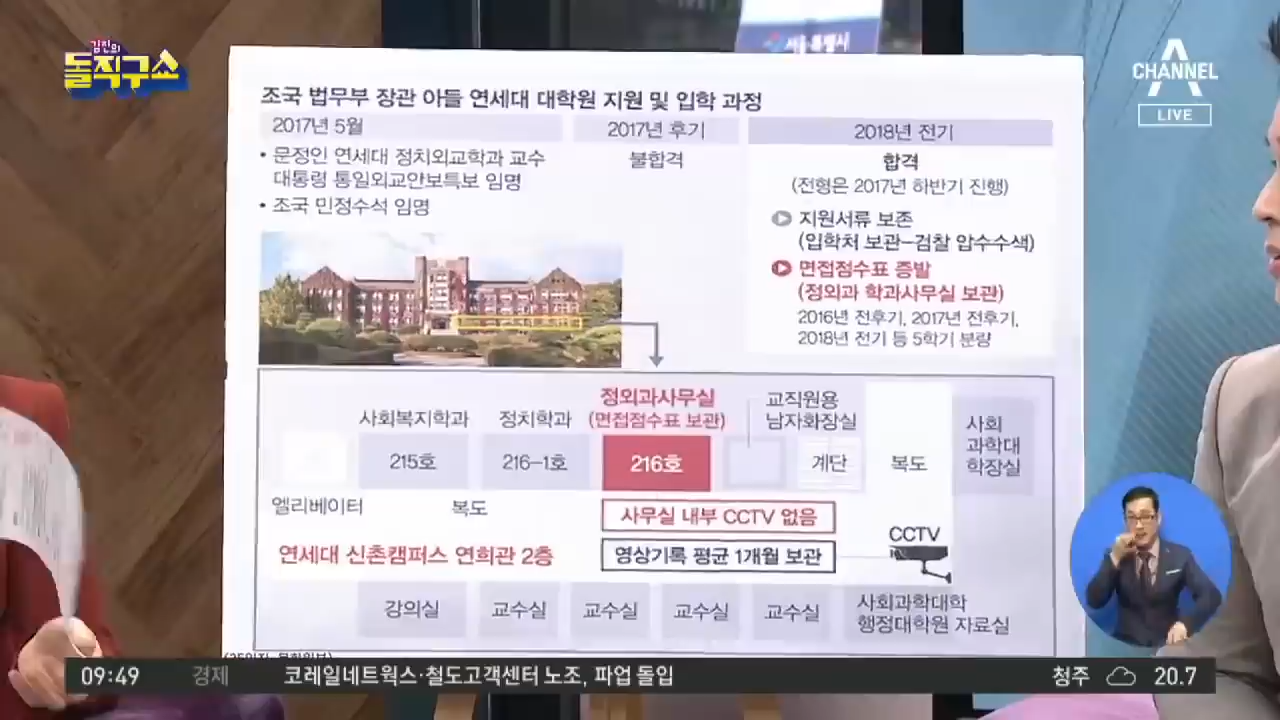 김진의
돌직구쇼
서울특별시
CHANNEL
LIVE
조국 법무부 장관 아들 연세대 대학원 지원 및 입학 과정
2017년 5월
2017년 후기
2018년 전기
• 문정인 연세대 정치외교학과 교수
대통령 통일외교안보특보 임명
• 조국 민정수석 임명
불합격
합격
(전형은 2017년 하반기 진행)
지원서류 보존
(입학처 보관-검찰 압수수색)
면접점수표 증발
(정외과 학과사무실 보관)
2016년 전후기, 2017년 전후기,
2018년 전기 등 5학기 분량
사회복지학과
정치학과
정외과사무실
(면접점수표 보관)
교직원용
남자화장실
사회
과학대
학장실
215호
216-1호
216호
계단
복도
엘리베이터
복도
사무실 내부 CCTV 없음
CCTV
연세대 신촌캠퍼스 연희관 2층
영상기록 평균 1개월 보관
강의실
교수실
교수실
교수실
교수실
사회과학대학
행정대학원 자료실
09:49
경제
코레일네트웍스·철도고객센터 노조, 파업 돌입
청주
20.7